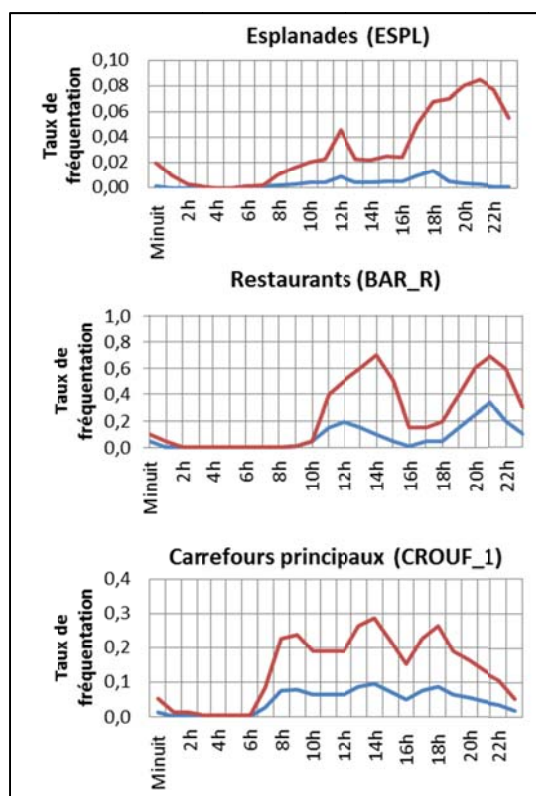 Esplanades (ESPL)
Taux de
fréquentation
0,10
0,08
0,06
0,04
0,02
0,00
Minuit
2h
4h
6h
8h
10h
12h
14h
16h
18h
20h
22h
Restaurants (BAR_R)
Taux de
fréquentation
1,0
0,8
0,6
0,4
0,2
0,0
Minuit
2h
4h
6h
8h
10h
12h
14h
16h
18h
20h
22h
Carrefours principaux (CROUF_1)
Taux de
fréquentation
0,4
0,3
0,2
0,1
0,0
Minuit
2h
4h
6h
8h
10h
12h
14h
16h
18h
20h
22h